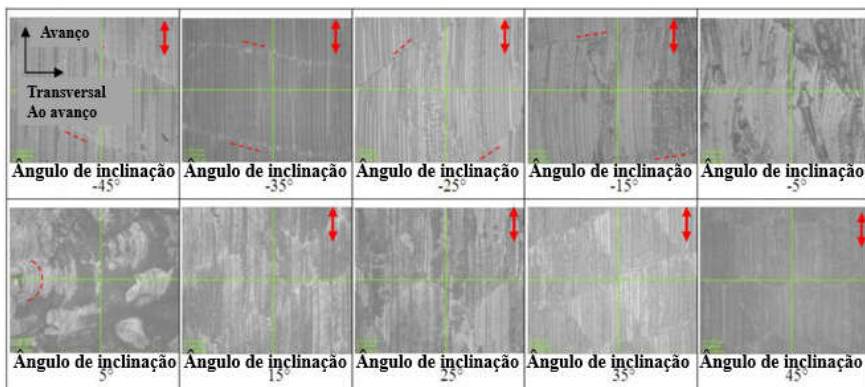 Avanço
Transversal
Ao avanço
Ângulo de inclinação
-45°
Ângulo de inclinação
-35°
Ângulo de inclinação
-25°
Ângulo de inclinação
-15°
Ângulo de inclinação
-5°
Ângulo de inclinação
5°
Ângulo de inclinação
15°
Ângulo de inclinação
25°
Ângulo de inclinação
35°
Ângulo de inclinação
45°